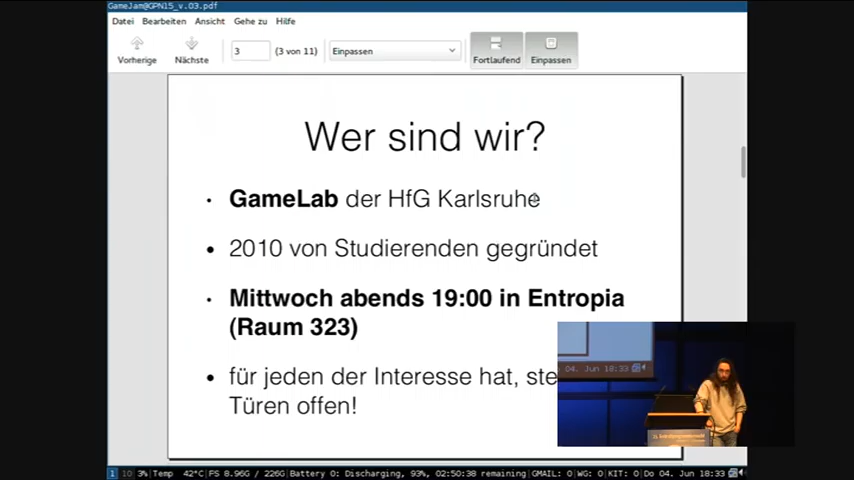 GameJam@GPN15_v.03.pdf
Datei Bearbeiten Ansicht Gehe zu Hilfe
Vorherige Nächste 3 (3 von 11) Einpassen Fortlaufend Einpassen
Wer sind wir?
• GameLab der HfG Karlsruhe
• 2010 von Studierenden gegründet
• Mittwoch abends 19:00 in Entropia
(Raum 323)
• für jeden der Interesse hat, ste
Türen offen!
04. Jun 18:33
1 10 3% Temp 42°C FS 8.96G / 226G Battery 0: Discharging, 93%, 02:50:38 remaining GMAIL: 0 WG: 0 KIT: 0 Do 04. Jun 18:33